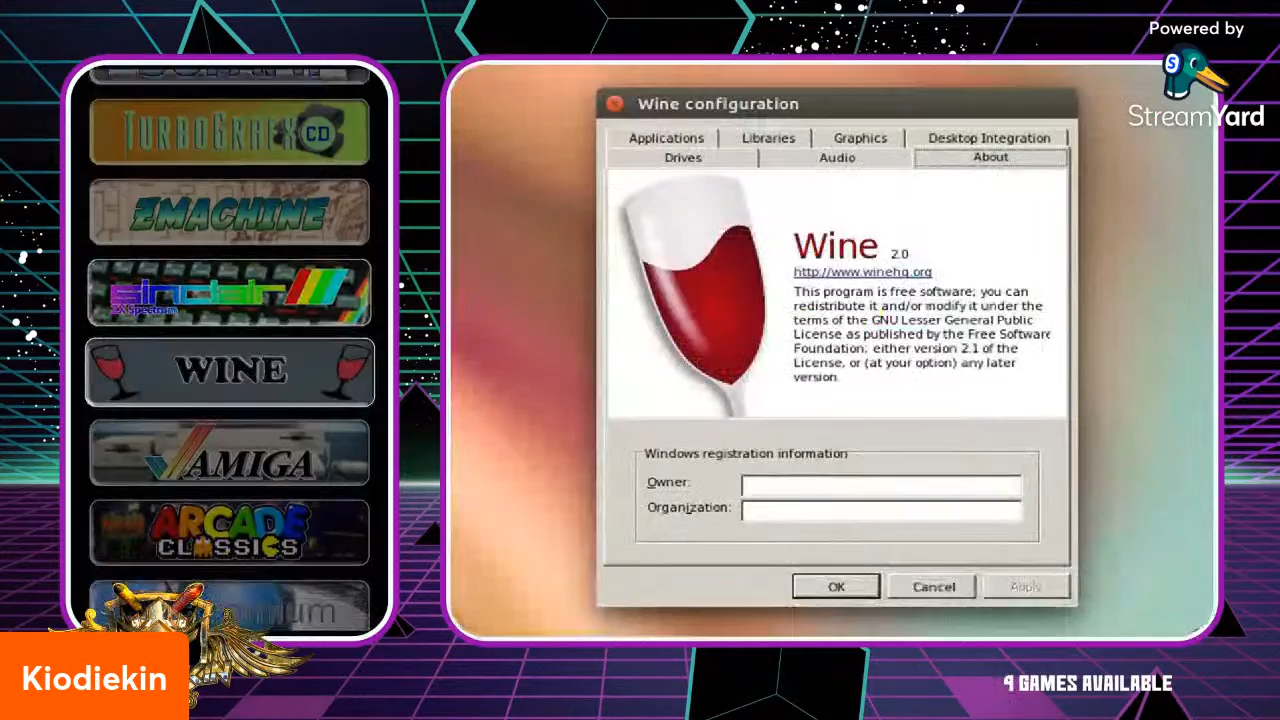 Powered by
StreamYard
TURBOGRAFX CD
ZMACHINE
sinclair
ZX Spectrum
WINE
AMIGA
ARCADE
CLASSICS
Wine configuration
Applications Libraries Graphics Desktop Integration
Drives Audio About
Wine 2.0
http://www.winehq.org
This program is free software; you can
redistribute it and/or modify it under the
terms of the GNU Lesser General Public
License as published by the Free Software
Foundation; either version 2.1 of the
License, or (at your option) any later
version.
Windows registration information
Owner:
Organization:
OK Cancel Apply
Kiodiekin
9 GAMES AVAILABLE